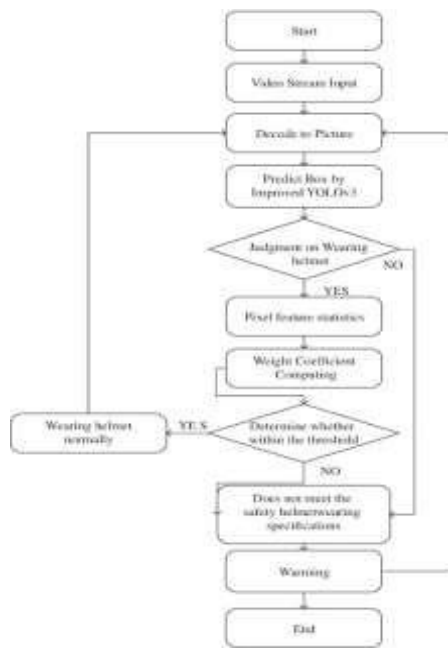 Start
Video Stream Input
Decode to Picture
Predict Box by
Improved YOLOv3
Judgment on Wearing
helmet
NO
YES
Pixel feature statistics
Weight Coefficient
Computing
Wearing helmet
normally
YES
Determine whether
within the threshold
NO
Does not meet the
safety helmetwearing
specifications
Warning
End